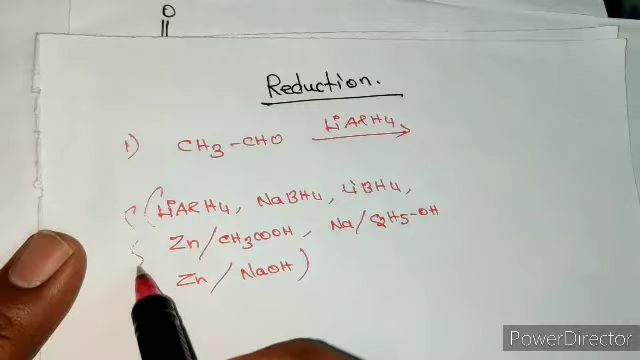 O
Reduction.
1) CH3-CHO LiAlH4
(LiAlH4, NaBH4, LiBH4,
Zn/CH3COOH, Na/C2H5-OH
Zn/NaOH)
PowerDirector